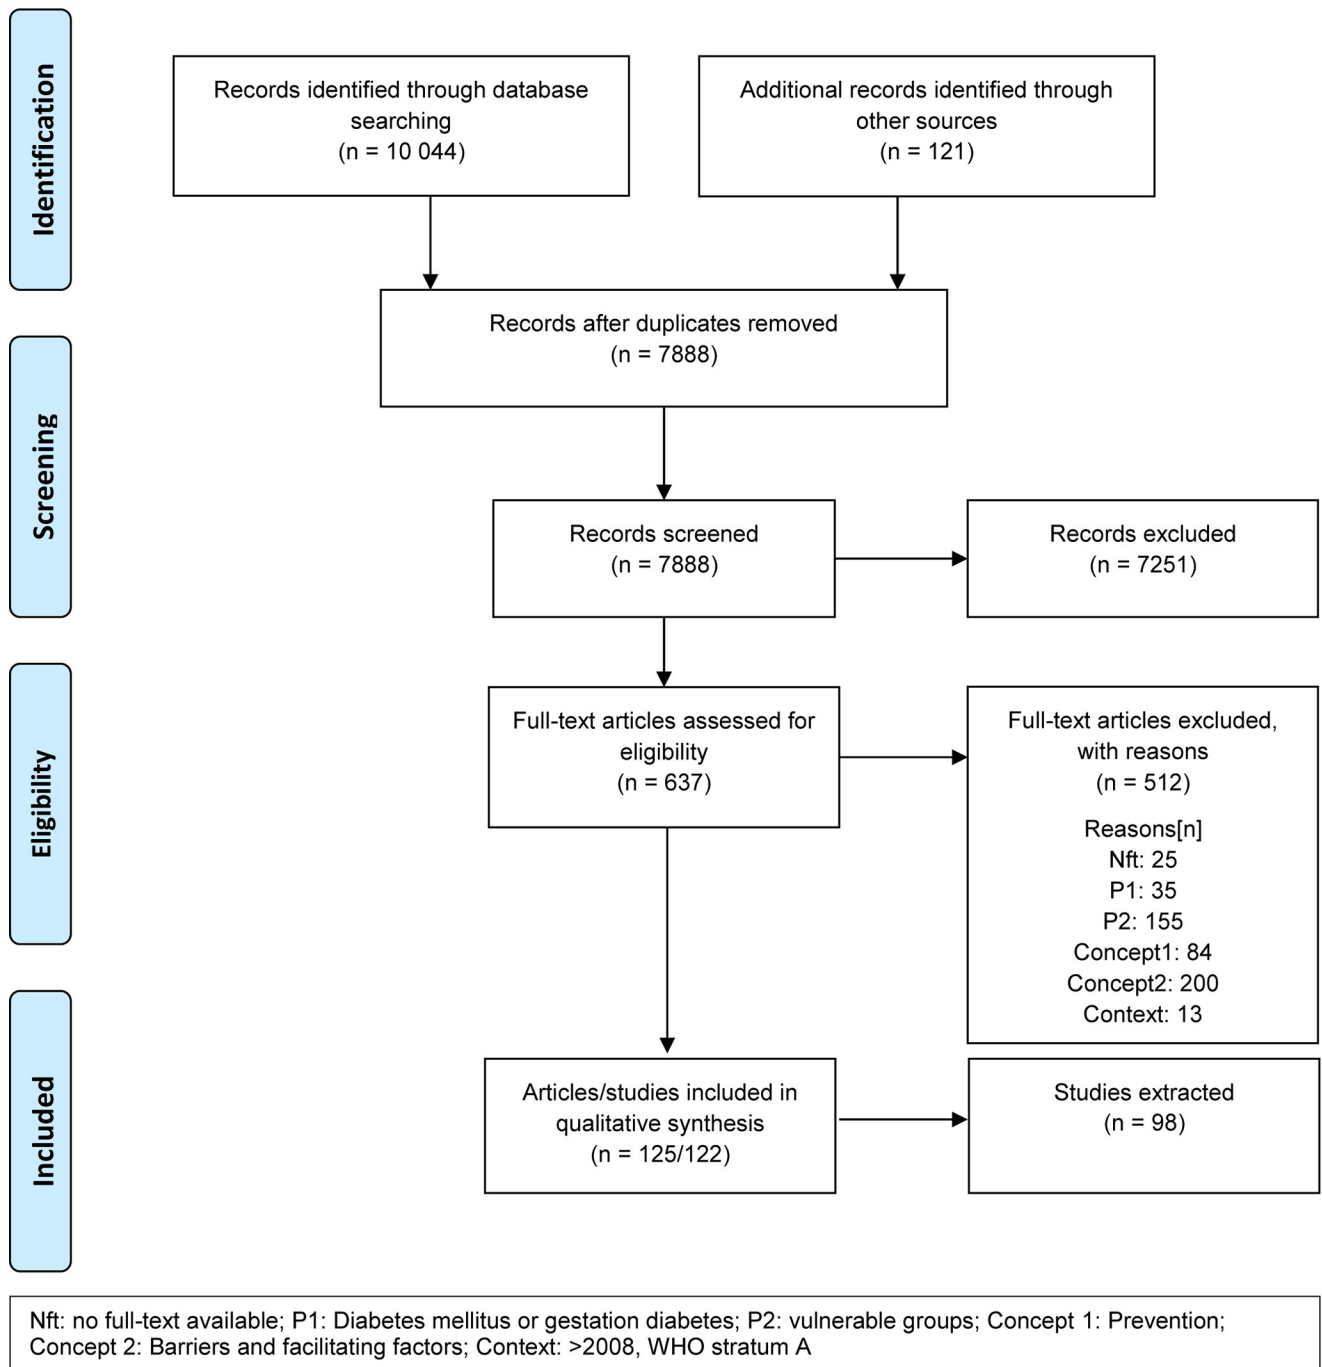 Identification
Records identified through database
searching
(n = 10 044)
Additional records identified through
other sources
(n = 121)
Records after duplicates removed
(n = 7888)
Screening
Records screened
(n = 7888)
Records excluded
(n = 7251)
Eligibility
Full-text articles assessed for
eligibility
(n = 637)
Full-text articles excluded,
with reasons
(n = 512)
Reasons[n]
Nft: 25
P1: 35
P2: 155
Concept1: 84
Concept2: 200
Context: 13
Included
Articles/studies included in
qualitative synthesis
(n = 125/122)
Studies extracted
(n = 98)
Nft: no full-text available; P1: Diabetes mellitus or gestation diabetes; P2: vulnerable groups; Concept 1: Prevention;
Concept 2: Barriers and facilitating factors; Context: >2008, WHO stratum A